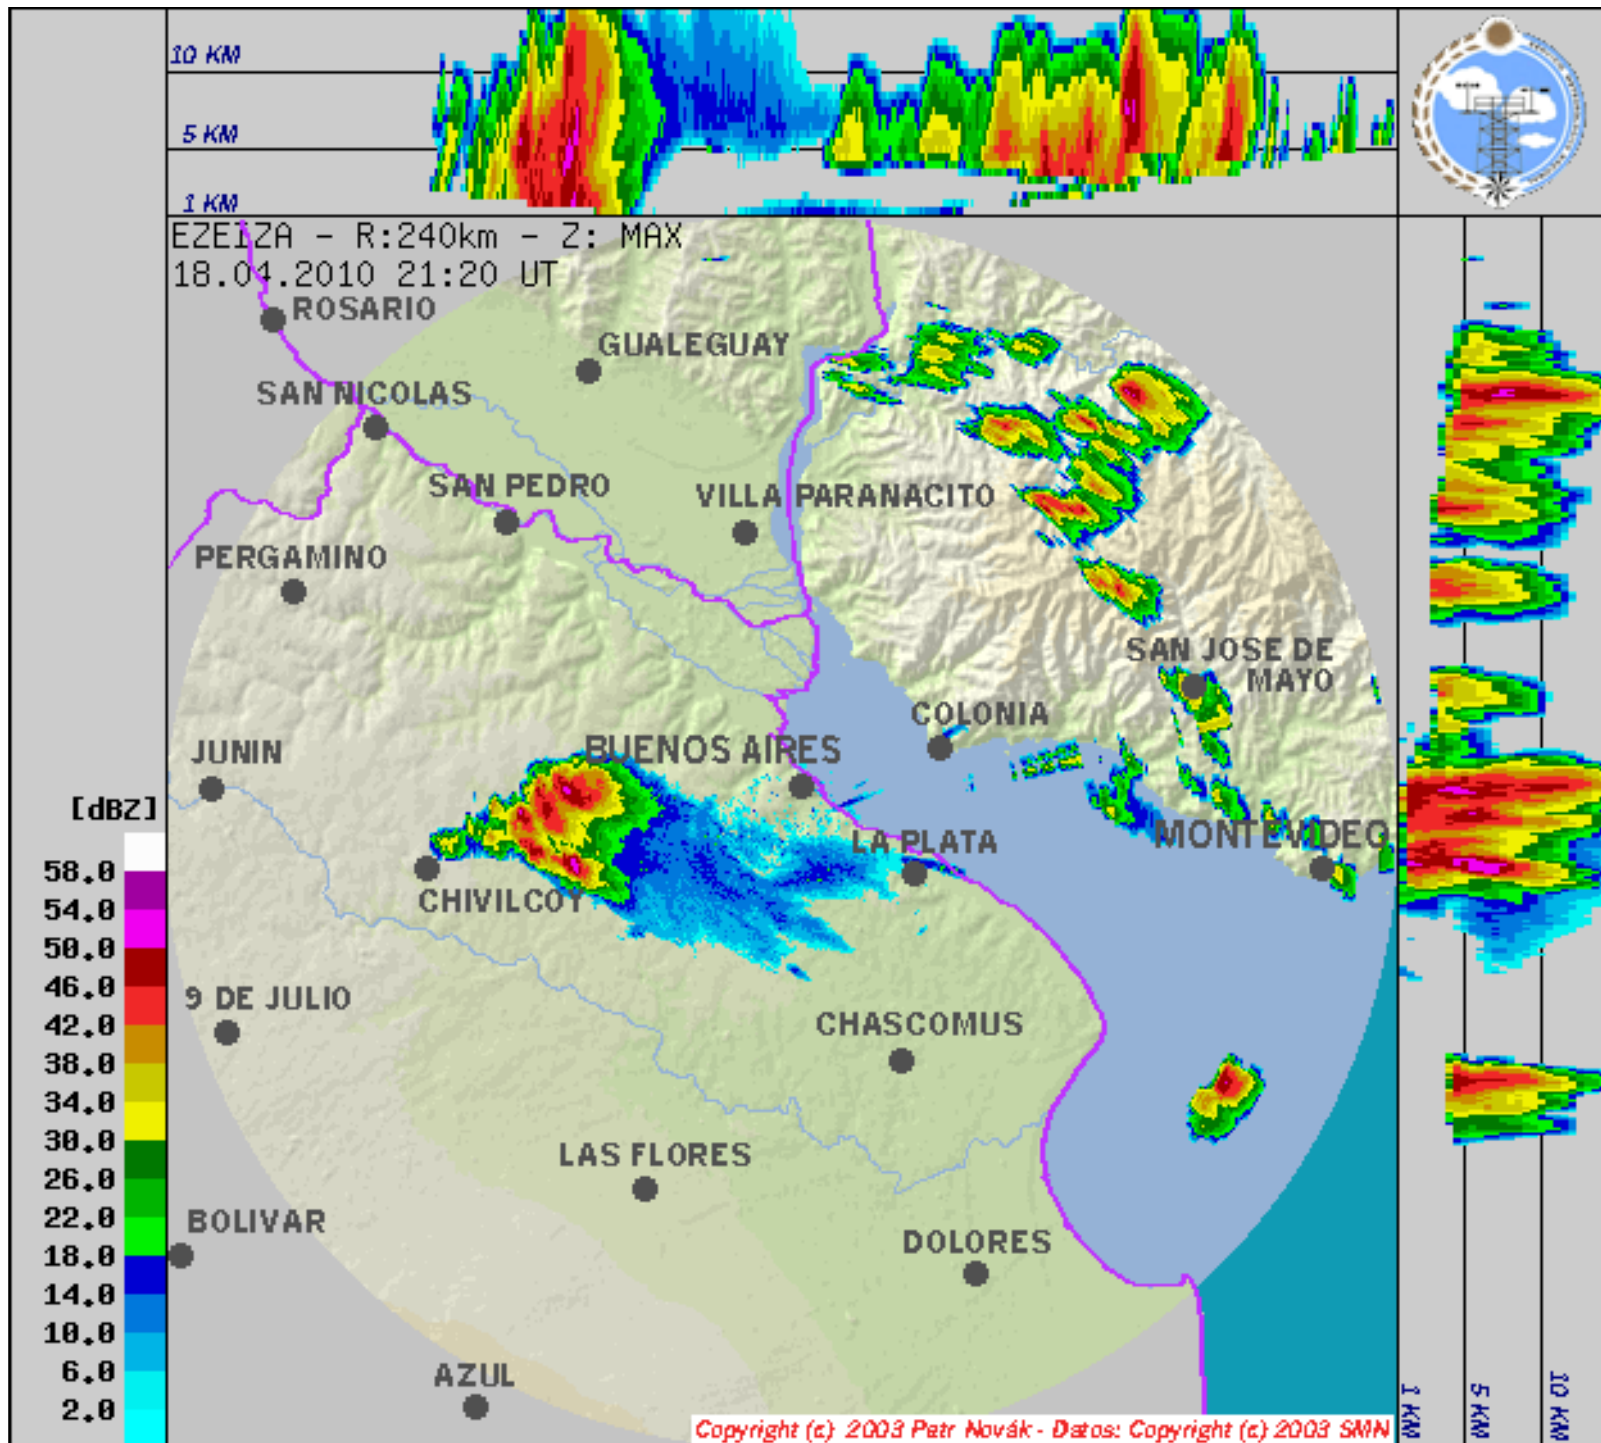 10 KM
5 KM
1 KM
EZEIZA - R:240km - Z: MAX
18.04.2010 21:20 UT
ROSARIO
GUALEGUAY
SAN NICOLAS
SAN PEDRO
VILLA PARANACITO
PERGAMINO
SAN JOSE DE
MAYO
COLONIA
JUNIN
BUENOS AIRES
[dBZ]
LA PLATA
MONTEVIDEO
CHIVILCOY
58.0
54.0
50.0
46.0
42.0
38.0
34.0
30.0
26.0
22.0
18.0
14.0
10.0
6.0
2.0
9 DE JULIO
CHASCOMUS
LAS FLORES
BOLIVAR
DOLORES
AZUL
1 KM
5 KM
10 KM
Copyright (c) 2003 Petr Novák - Datos: Copyright (c) 2003 SMN